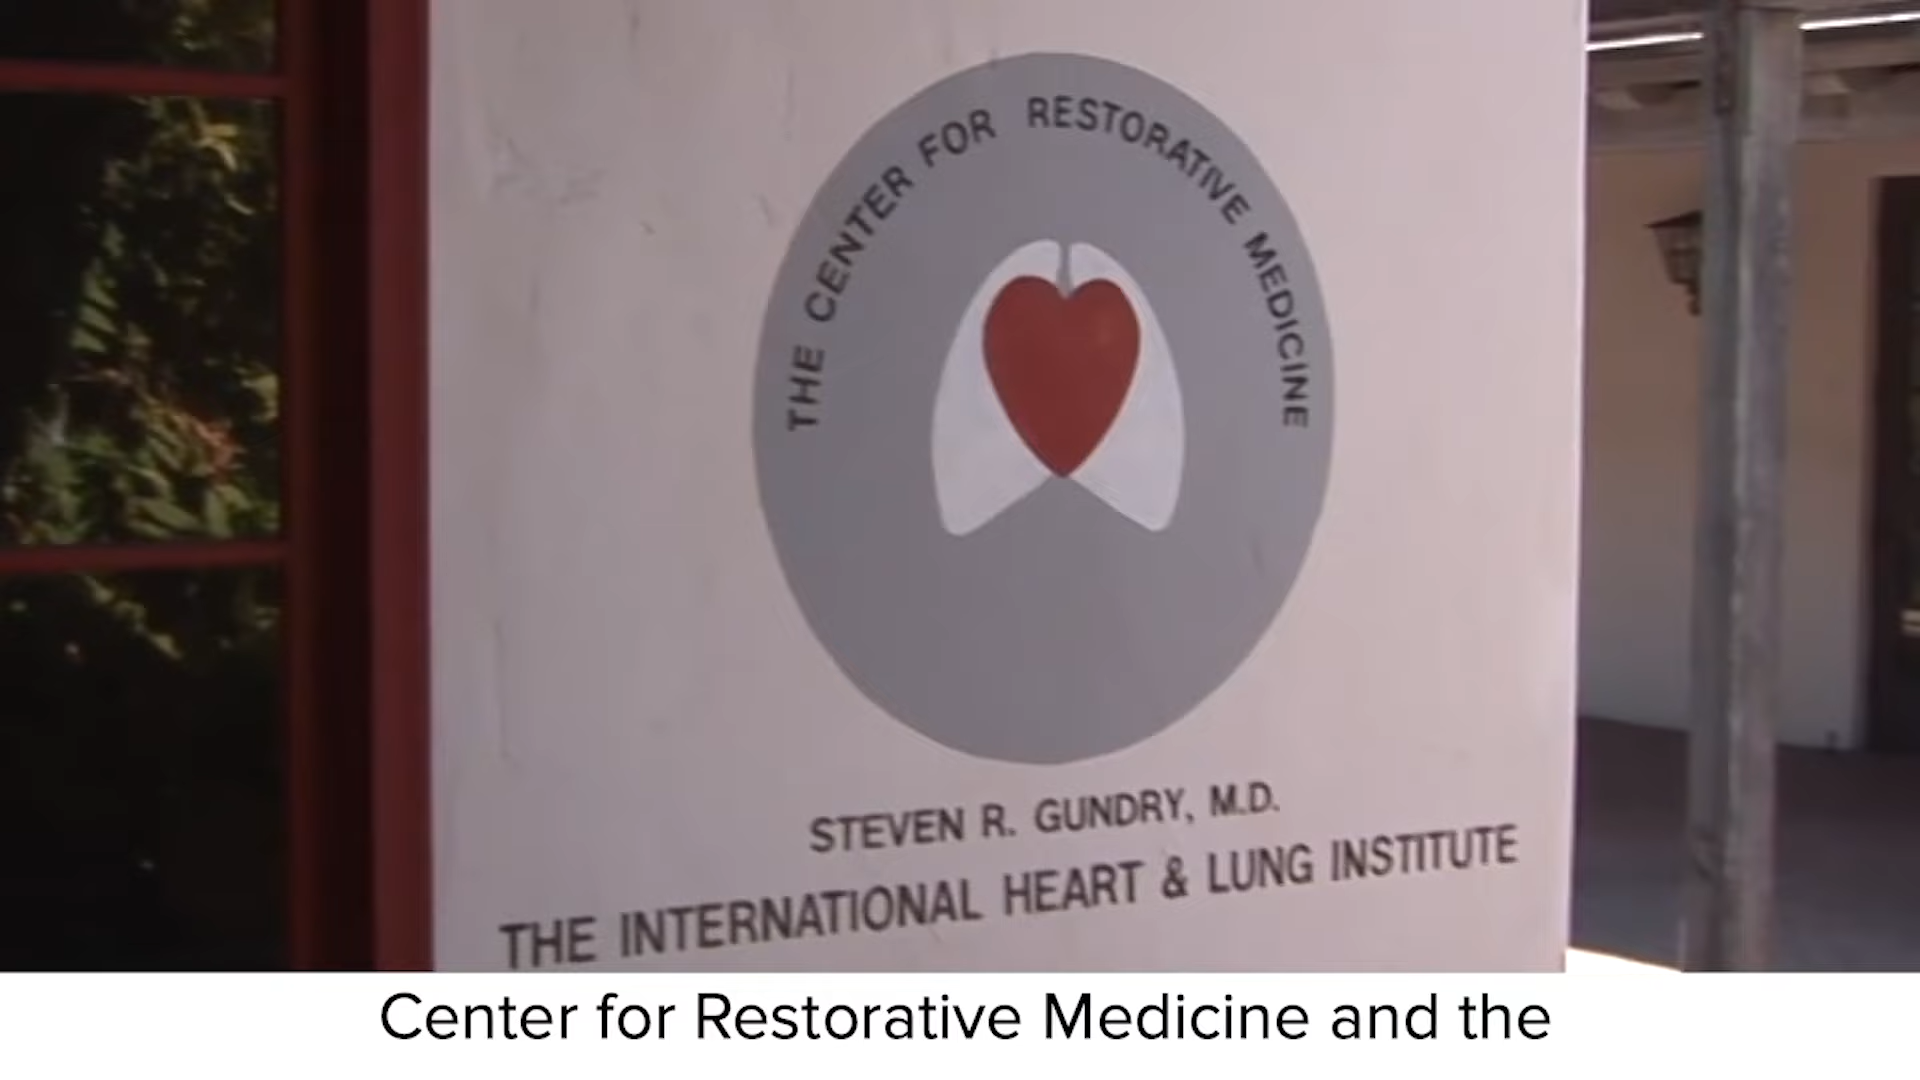 THE CENTER FOR RESTORATIVE MEDICINE
STEVEN R. GUNDRY, M.D.
THE INTERNATIONAL HEART & LUNG INSTITUTE
Center for Restorative Medicine and the